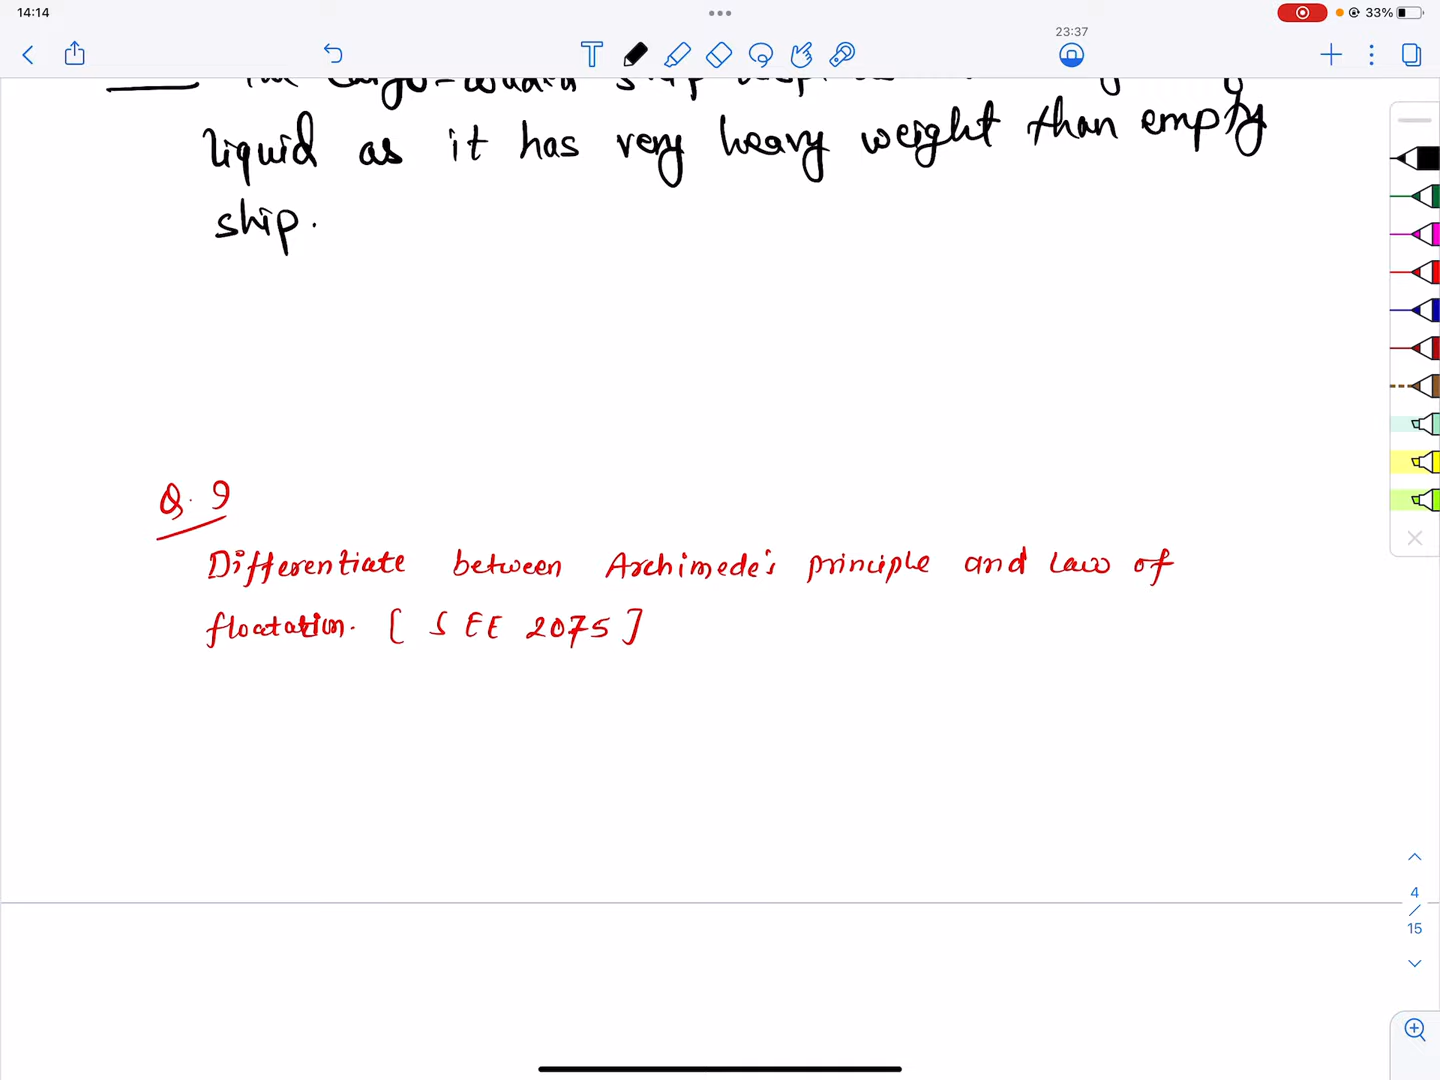 14:14
33%
23:37
liquid as it has very heavy weight than empty
ship.
Q. 9
Differentiate between Archimede's principle and law of
floatation. [ SEE 2075 ]
4
/
15